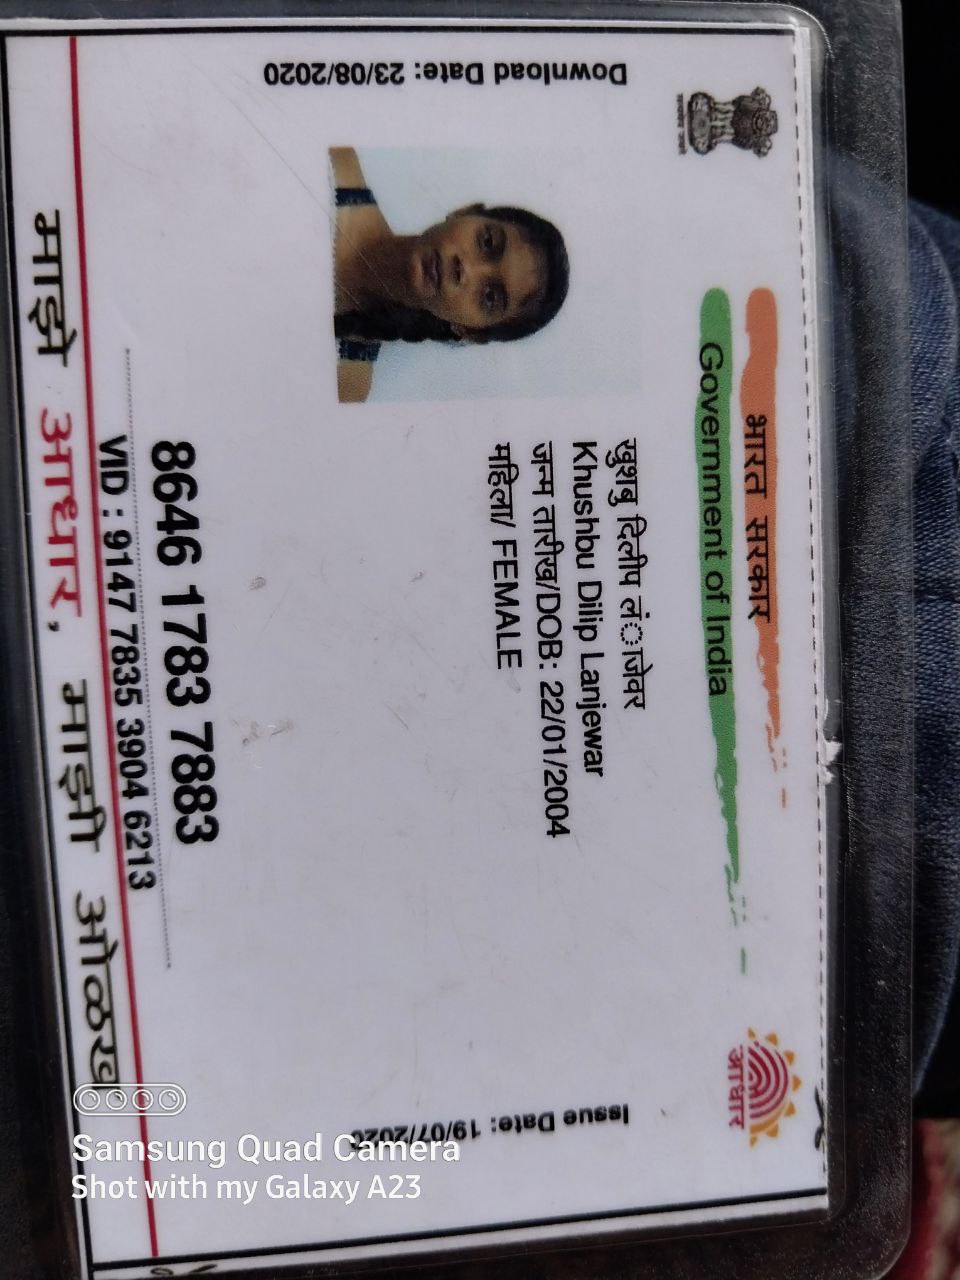 भारत सरकार
Government of India
आधार
Download Date: 23/08/2020
Issue Date: 19/07/2020
खुशबु दिलीप लंाजेवर
Khushbu Dilip Lanjewar
जन्म तारीख/DOB: 22/01/2004
महिला/ FEMALE
8646 1783 7883
VID : 9147 7835 3904 6213
माझे आधार, माझी ओळख
Samsung Quad Camera
Shot with my Galaxy A23